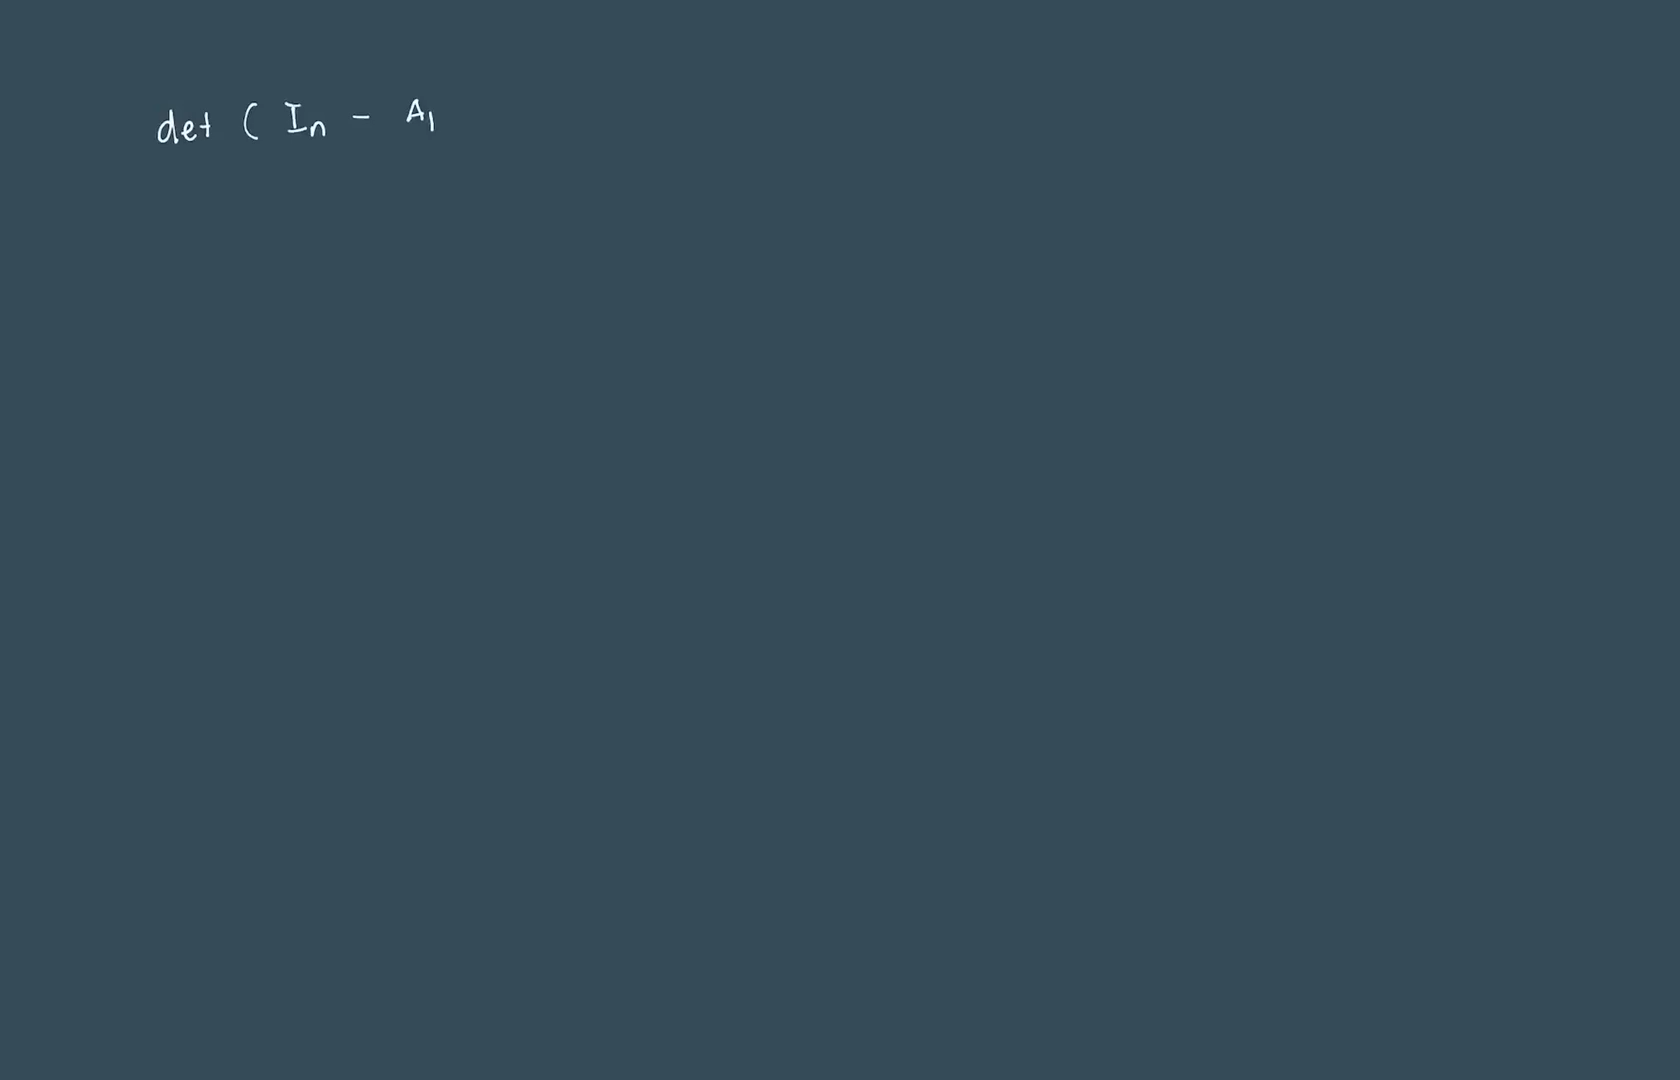 det ( Iₙ - A₁